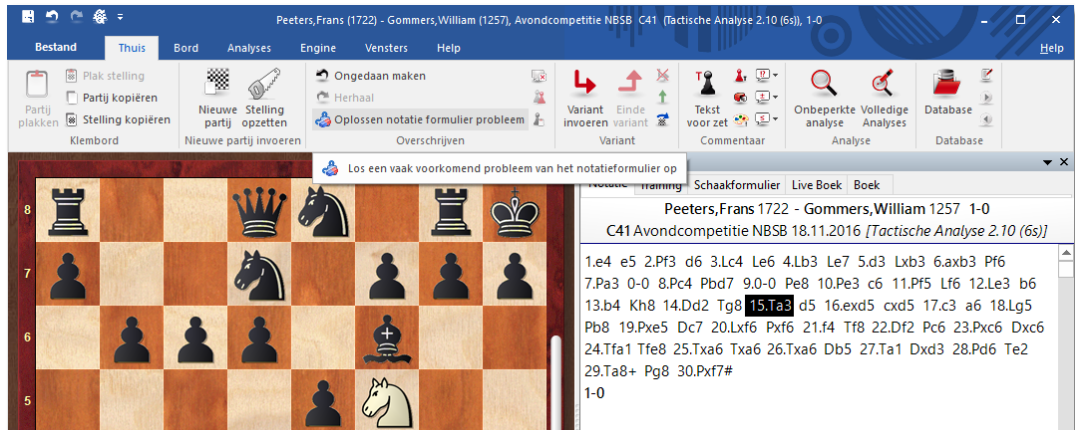 Peeters,Frans (1722) - Gommers,William (1257), Avondcompetitie NBSB C41 (Tactische Analyse 2.10 (6s)), 1-0
Bestand Thuis Bord Analyses Engine Vensters Help Help
Plak stelling
Partij kopiëren
Stelling kopiëren
Partij plakken
Klembord
Nieuwe partij
Stelling opzetten
Nieuwe partij invoeren
Ongedaan maken
Herhaal
Oplossen notatie formulier probleem
Overschrijven
Variant invoeren
Einde variant
Variant
Tekst voor zet
Commentaar
Onbeperkte analyse
Volledige Analyses
Analyse
Database
Database
Los een vaak voorkomend probleem van het notatieformulier op
Notatie Training Schaakformulier Live Boek Boek
Peeters,Frans 1722 - Gommers,William 1257 1-0
C41 Avondcompetitie NBSB 18.11.2016 [Tactische Analyse 2.10 (6s)]
1.e4 e5 2.Pf3 d6 3.Lc4 Le6 4.Lb3 Le7 5.d3 Lxb3 6.axb3 Pf6
7.Pa3 0-0 8.Pc4 Pbd7 9.0-0 Pe8 10.Pe3 c6 11.Pf5 Lf6 12.Le3 b6
13.b4 Kh8 14.Dd2 Tg8 15.Ta3 d5 16.exd5 cxd5 17.c3 a6 18.Lg5
Pb8 19.Pxe5 Dc7 20.Lxf6 Pxf6 21.f4 Tf8 22.Df2 Pc6 23.Pxc6 Dxc6
24.Tfa1 Tfe8 25.Txa6 Txa6 26.Txa6 Db5 27.Ta1 Dxd3 28.Pd6 Te2
29.Ta8+ Pg8 30.Pxf7#
1-0
8
7
6
5